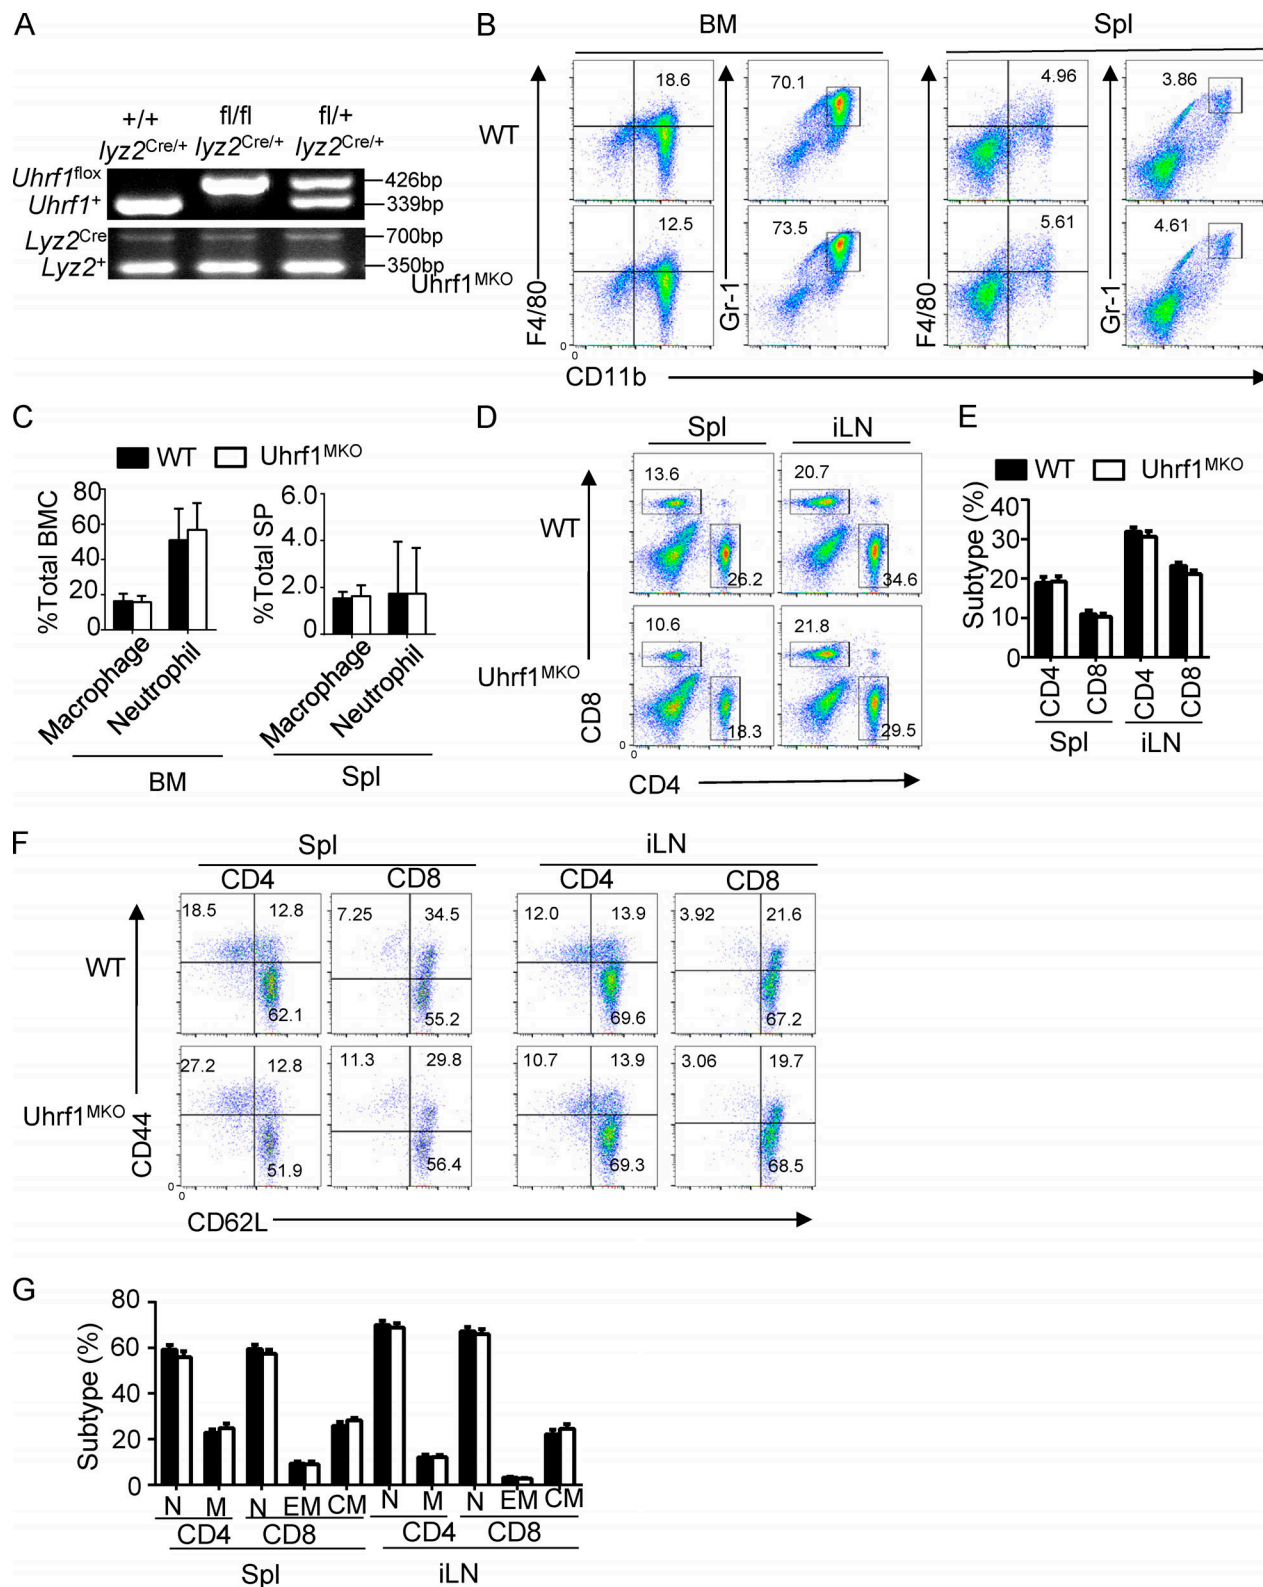 A
+/+ fl/fl fl/+
lyz2Cre/+ lyz2Cre/+ lyz2Cre/+
Uhrf1flox 426bp
Uhrf1+ 339bp
Lyz2Cre 700bp
Lyz2+ 350bp
B
BM Spl
WT
18.6 70.1 4.96 3.86
Uhrf1MKO
12.5 73.5 5.61 4.61
F4/80 Gr-1 F4/80 Gr-1
0
CD11b
C
WT Uhrf1MKO
%Total BMC
80
60
40
20
0
Macrophage
Neutrophil
BM
%Total SP
6.0
4.0
2.0
0
Macrophage
Neutrophil
Spl
D
Spl iLN
WT
13.6 20.7
26.2 34.6
Uhrf1MKO
10.6 21.8
18.3 29.5
CD8
0
0
CD4
E
WT Uhrf1MKO
Subtype (%)
40
30
20
10
0
CD4 CD8 CD4 CD8
Spl iLN
F
Spl iLN
CD4 CD8 CD4 CD8
WT
18.5 12.8 7.25 34.5 12.0 13.9 3.92 21.6
62.1 55.2 69.6 67.2
Uhrf1MKO
27.2 12.8 11.3 29.8 10.7 13.9 3.06 19.7
51.9 56.4 69.3 68.5
CD44
0
0
CD62L
G
Subtype (%)
80
60
40
20
0
N M N EM CM N M N EM CM
CD4 CD8 CD4 CD8
Spl iLN